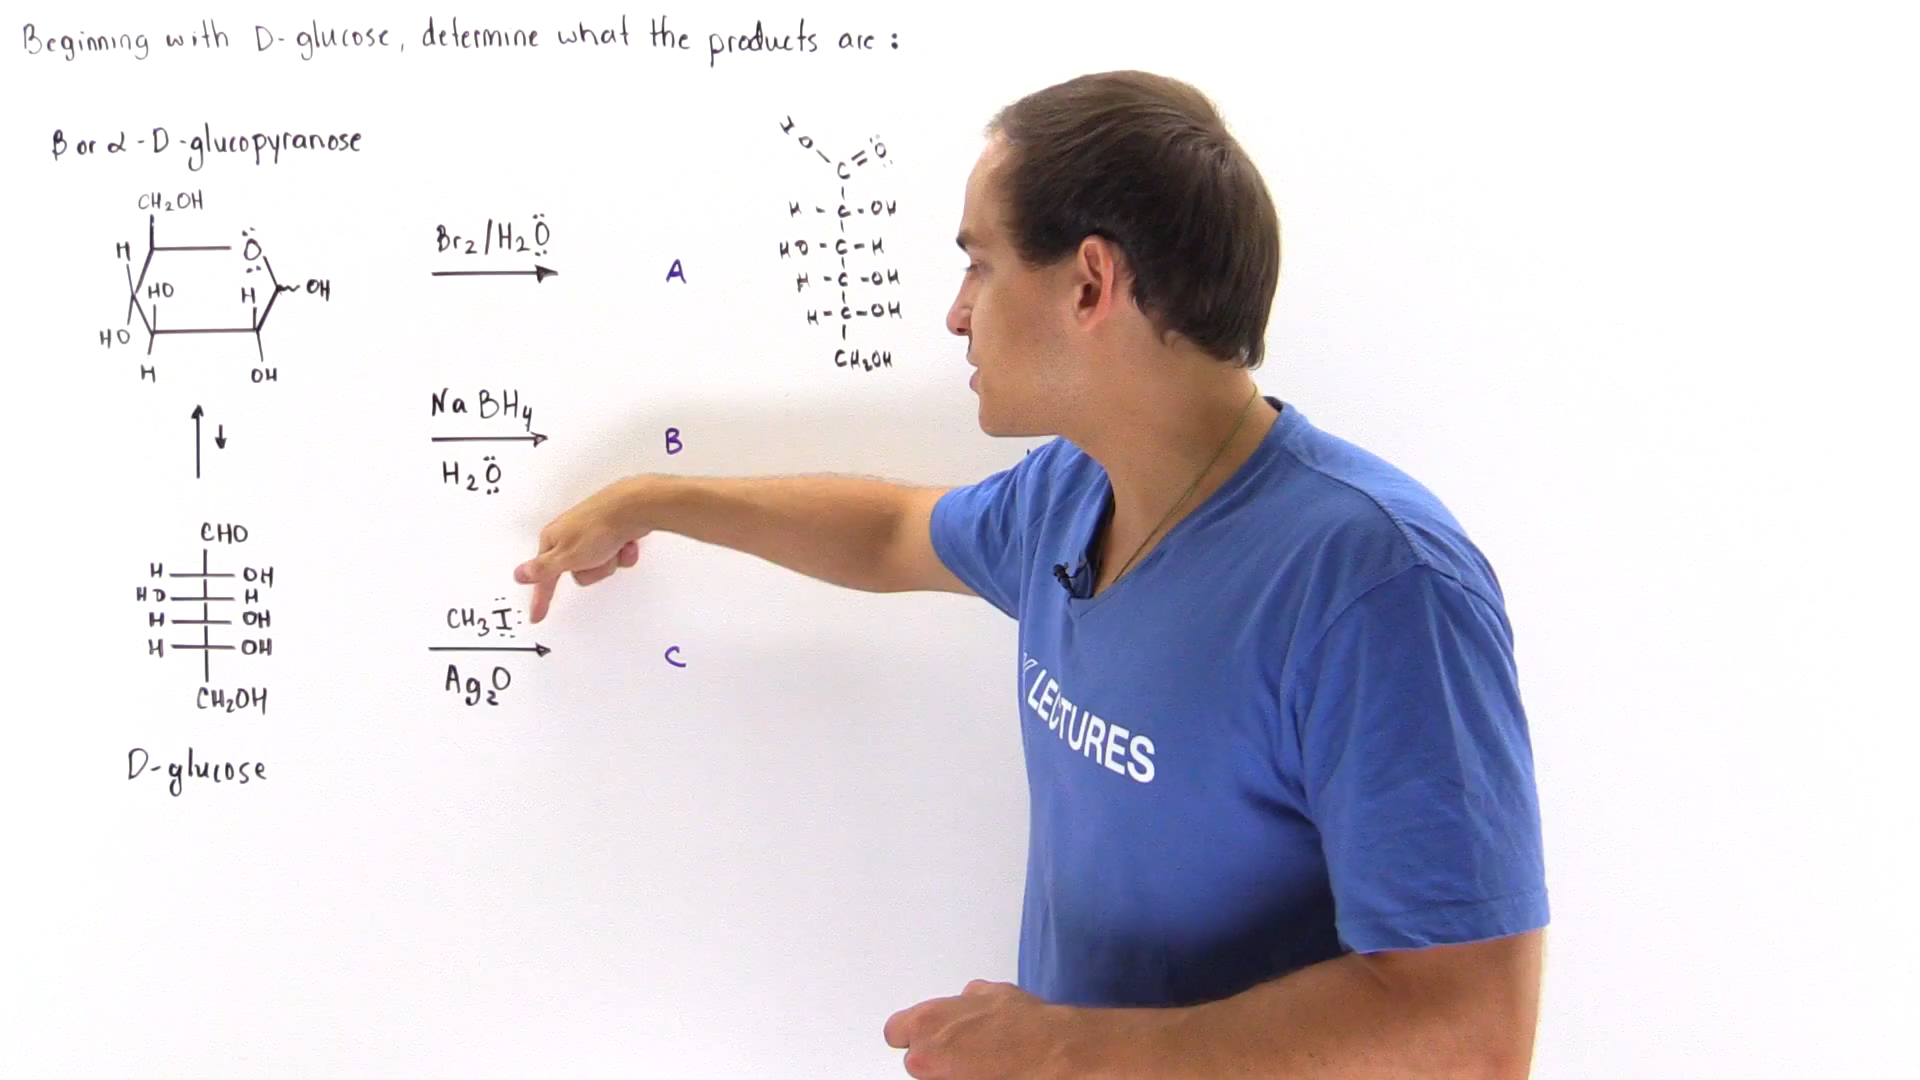 Beginning with D-glucose, determine what the products are:
B or α-D-glucopyranose
CH₂OH
H
O
HO
H
OH
HO
H
OH
Br₂/H₂O
A
H
O
C=O
H-C-OH
HO-C-H
H-C-OH
H-C-OH
CH₂OH
NaBH₄
H₂O
B
CHO
H OH
HO H
H OH
H OH
CH₂OH
D-glucose
CH₃I
Ag₂O
C
LECTURES